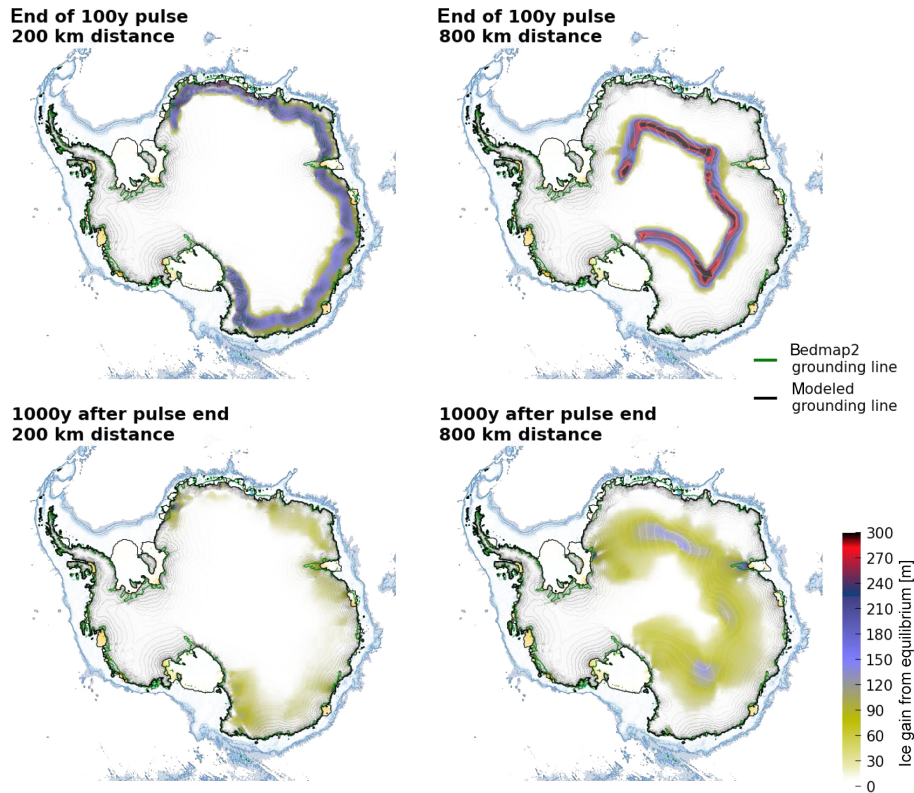 End of 100y pulse
200 km distance
End of 100y pulse
800 km distance
Bedmap2
grounding line
Modeled
grounding line
1000y after pulse end
200 km distance
1000y after pulse end
800 km distance
300
270
240
210
180
150
120
90
60
30
0
Ice gain from equilibrium [m]